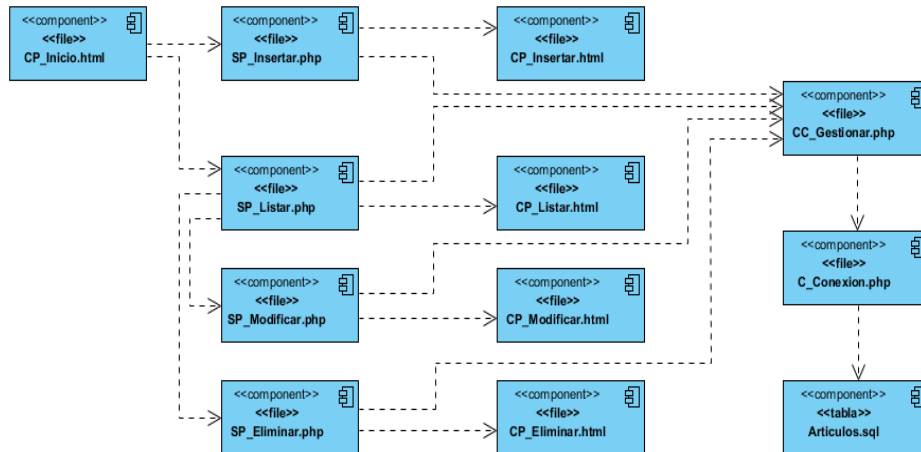 <<component>>
<<file>>
CP_Inicio.html
<<component>>
<<file>>
SP_Insertar.php
<<component>>
<<file>>
CP_Insertar.html
<<component>>
<<file>>
CC_Gestionar.php
<<component>>
<<file>>
SP_Listar.php
<<component>>
<<file>>
CP_Listar.html
<<component>>
<<file>>
C_Conexion.php
<<component>>
<<file>>
SP_Modificar.php
<<component>>
<<file>>
CP_Modificar.html
<<component>>
<<file>>
SP_Eliminar.php
<<component>>
<<file>>
CP_Eliminar.html
<<component>>
<<tabla>>
Articulos.sql